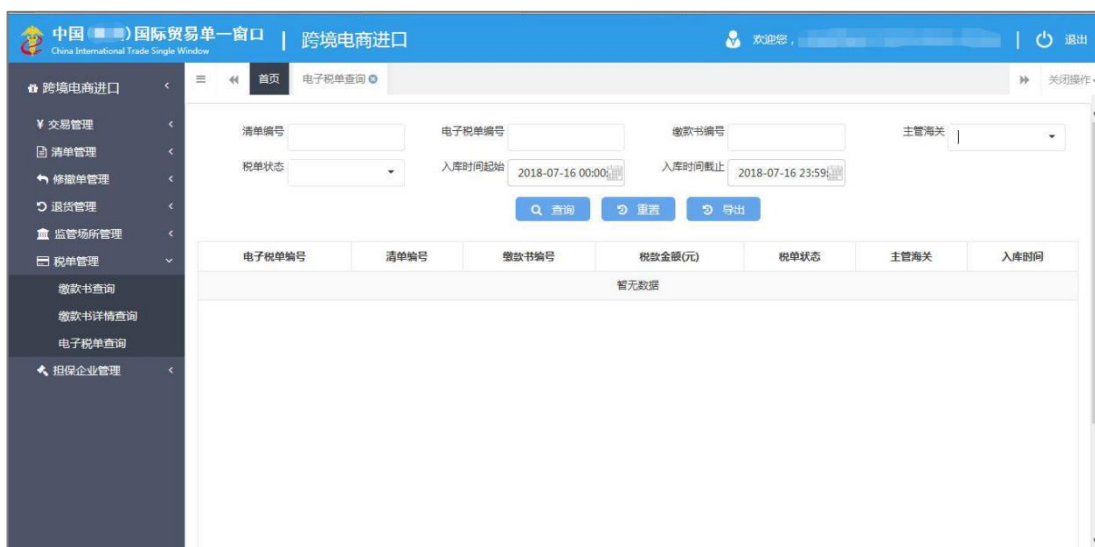 中国( )国际贸易单一窗口 | 跨境电商进口 欢迎您， | 退出
China International Trade Single Window
跨境电商进口
首页 电子税单查询 关闭操作
¥ 交易管理
清单管理
修撤单管理
退货管理
监管场所管理
税单管理
缴款书查询
缴款书详情查询
电子税单查询
担保企业管理
清单编号 电子税单编号 缴款书编号 主管海关
税单状态 入库时间起始 2018-07-16 00:00: 入库时间截止 2018-07-16 23:59:
查询 重置 导出
电子税单编号 清单编号 缴款书编号 税款金额(元) 税单状态 主管海关 入库时间
暂无数据